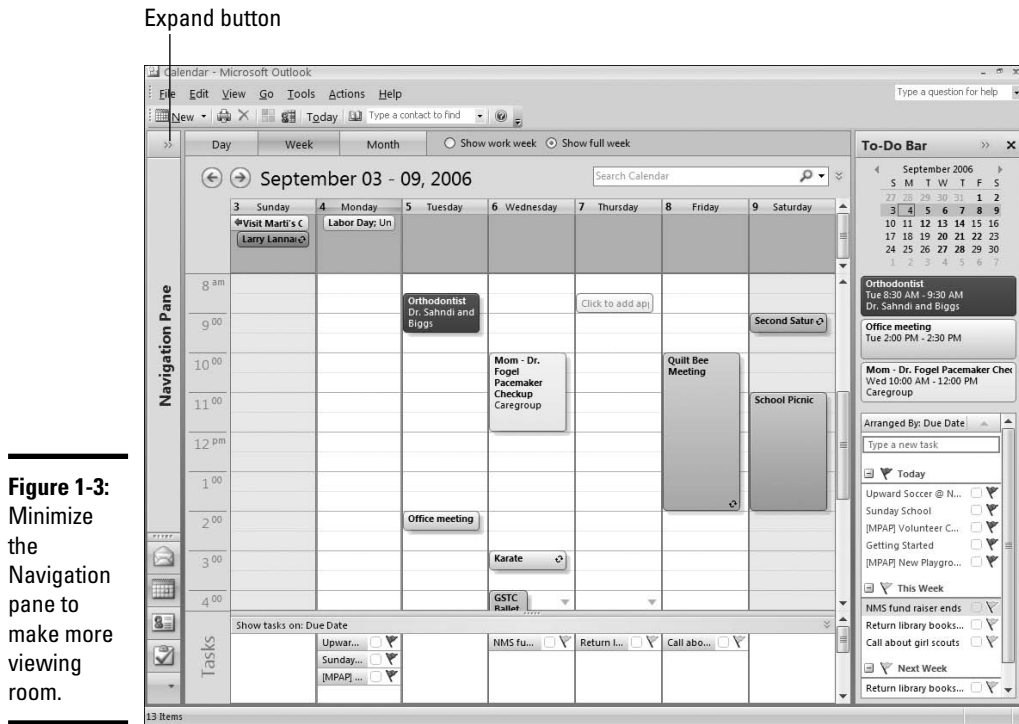 Expand button
Calendar - Microsoft Outlook
File Edit View Go Tools Actions Help
Type a question for help
New Today Type a contact to find
Day Week Month Show work week Show full week
September 03 - 09, 2006
Search Calendar
3 Sunday 4 Monday 5 Tuesday 6 Wednesday 7 Thursday 8 Friday 9 Saturday
Visit Marti's C
Labor Day; Un
Larry Lannar
Navigation Pane
8 am
9 00
10 00
11 00
12 pm
1 00
2 00
3 00
4 00
Orthodontist
Dr. Sahndi and
Biggs
Office meeting
Mom - Dr.
Fogel
Pacemaker
Checkup
Caregroup
Karate
GSTC
Ballet
Click to add app
Quilt Bee
Meeting
Second Satur
School Picnic
Show tasks on: Due Date
Tasks
Upwar...
Sunday...
[MPAP] ...
NMS fu...
Return l...
Call abo...
13 Items
To-Do Bar
September 2006
S M T W T F S
27 28 29 30 31 1 2
3 4 5 6 7 8 9
10 11 12 13 14 15 16
17 18 19 20 21 22 23
24 25 26 27 28 29 30
1 2 3 4 5 6 7
Orthodontist
Tue 8:30 AM - 9:30 AM
Dr. Sahndi and Biggs
Office meeting
Tue 2:00 PM - 2:30 PM
Mom - Dr. Fogel Pacemaker Chec
Wed 10:00 AM - 12:00 PM
Caregroup
Arranged By: Due Date
Type a new task
Today
Upward Soccer @ N...
Sunday School
[MPAP] Volunteer C...
Getting Started
[MPAP] New Playgro...
This Week
NMS fund raiser ends
Return library books...
Call about girl scouts
Next Week
Return library books...
Figure 1-3:
Minimize
the
Navigation
pane to
make more
viewing
room.